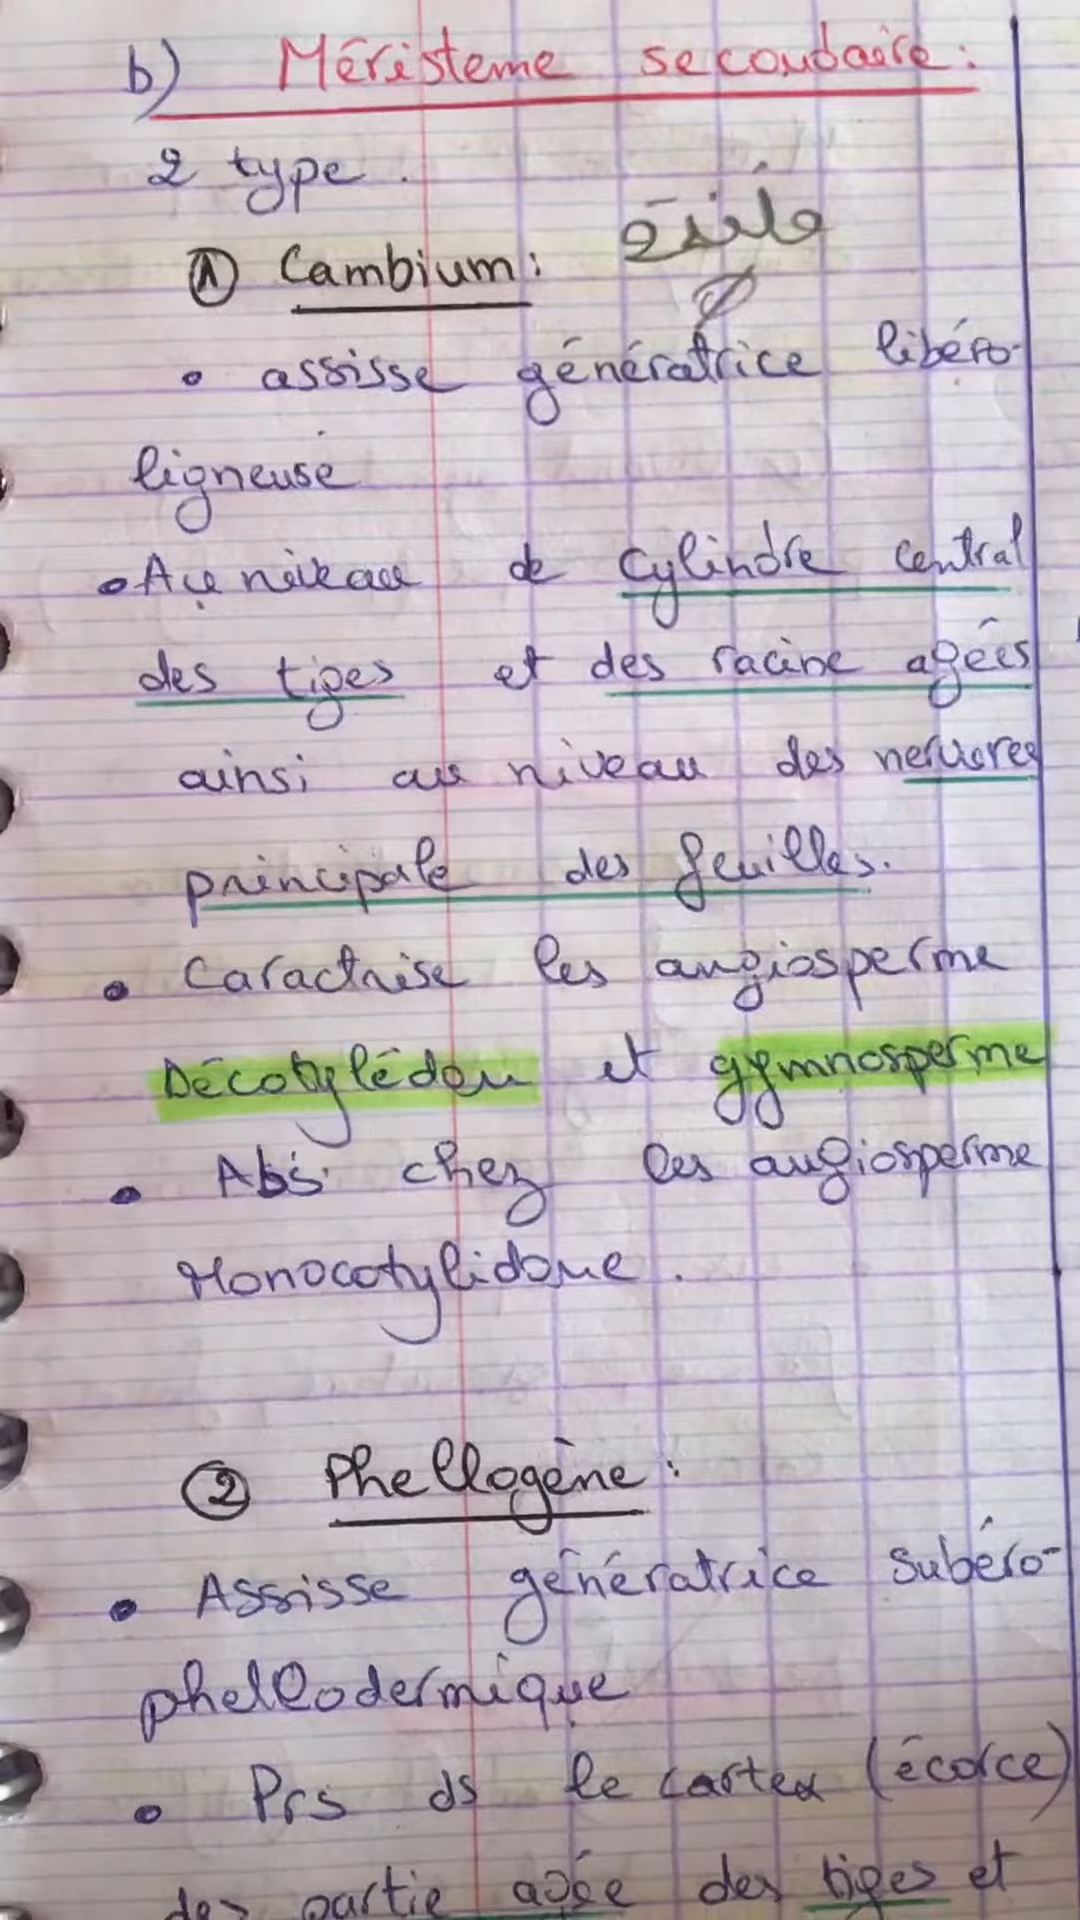 b) Méristeme secondaire:
2 type.
① Cambium:
• assisse génératrice libéro-
ligneuse
• Au niveau de cylindre central
des tiges et des racine agées
ainsi au niveau des nervures
principale des feuilles.
• Caractrise les angiosperme
Décotylédon et gymnosperme
• Abs chez les angiosperme
Monocotylidone.
② Phellogène:
• Assisse génératrice subéro-
phellodermique
• Prs ds le cartex (écorce)
des partie agée des tiges et